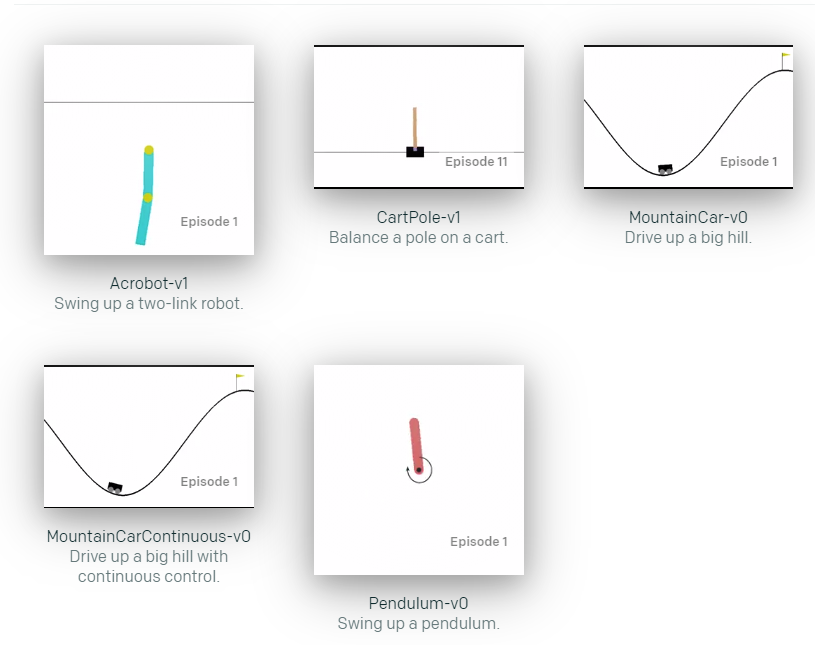 Episode 1
Acrobot-v1
Swing up a two-link robot.
Episode 11
CartPole-v1
Balance a pole on a cart.
Episode 1
MountainCar-v0
Drive up a big hill.
Episode 1
MountainCarContinuous-v0
Drive up a big hill with
continuous control.
Episode 1
Pendulum-v0
Swing up a pendulum.